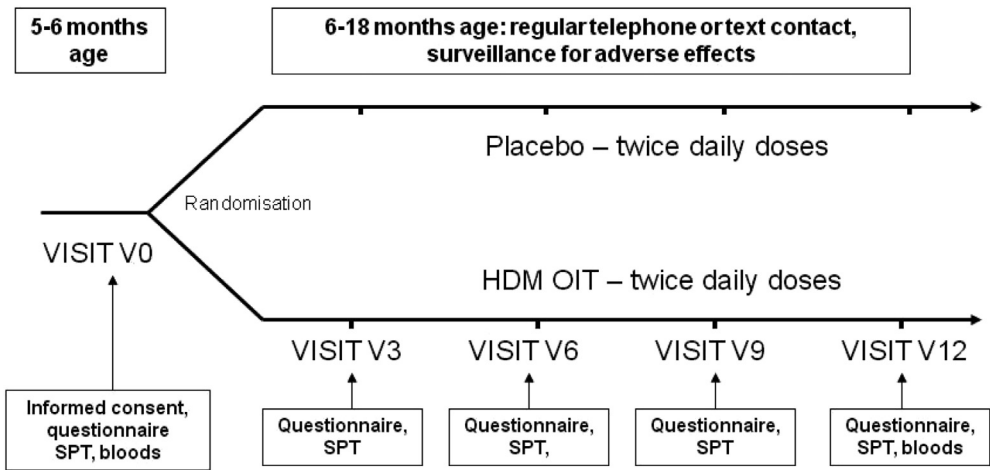 5-6 months
age
6-18 months age: regular telephone or text contact,
surveillance for adverse effects
Placebo – twice daily doses
Randomisation
VISIT V0
HDM OIT – twice daily doses
VISIT V3
VISIT V6
VISIT V9
VISIT V12
Informed consent,
questionnaire
SPT, bloods
Questionnaire,
SPT
Questionnaire,
SPT,
Questionnaire,
SPT
Questionnaire,
SPT, bloods